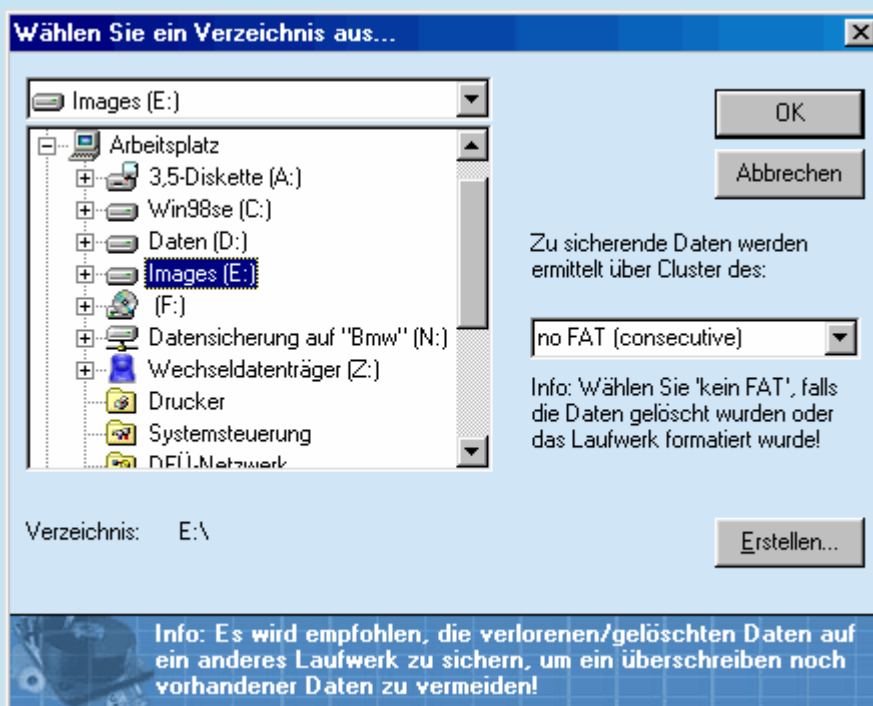 Wählen Sie ein Verzeichnis aus...
Images (E:)
Arbeitsplatz
3,5-Diskette (A:)
Win98se (C:)
Daten (D:)
Images (E:)
(F:)
Datensicherung auf "Bmw" (N:)
Wechseldatenträger (Z:)
Drucker
Systemsteuerung
DFÜ-Netzwerk
OK
Abbrechen
Zu sicherende Daten werden
ermittelt über Cluster des:
no FAT (consecutive)
Info: Wählen Sie 'kein FAT', falls
die Daten gelöscht wurden oder
das Laufwerk formatiert wurde!
Verzeichnis: E:\
Erstellen...
Info: Es wird empfohlen, die verlorenen/gelöschten Daten auf
ein anderes Laufwerk zu sichern, um ein überschreiben noch
vorhandener Daten zu vermeiden!